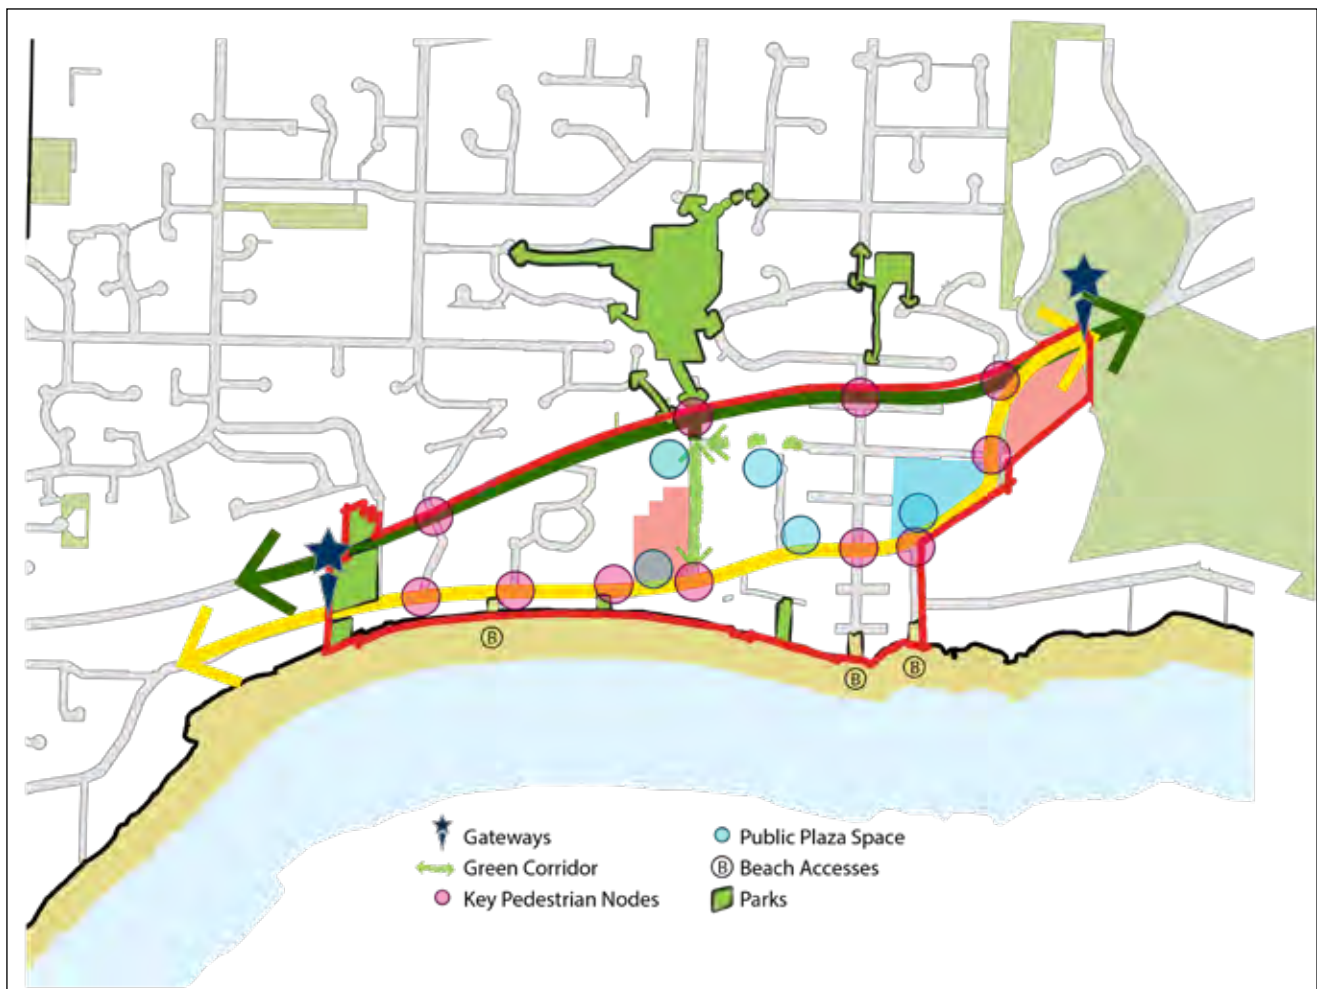 B
B
B
Gateways
Public Plaza Space
Green Corridor
B Beach Accesses
Key Pedestrian Nodes
Parks